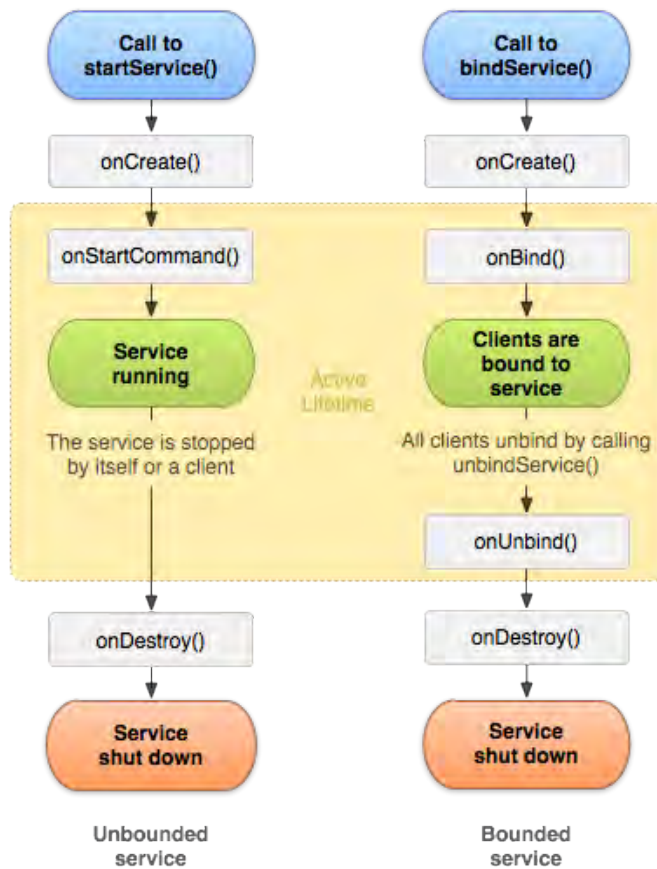 Call to
startService()
onCreate()
onStartCommand()
Service
running
The service is stopped
by itself or a client
onDestroy()
Service
shut down
Unbounded
service
Active
Lifetime
Call to
bindService()
onCreate()
onBind()
Clients are
bound to
service
All clients unbind by calling
unbindService()
onUnbind()
onDestroy()
Service
shut down
Bounded
service